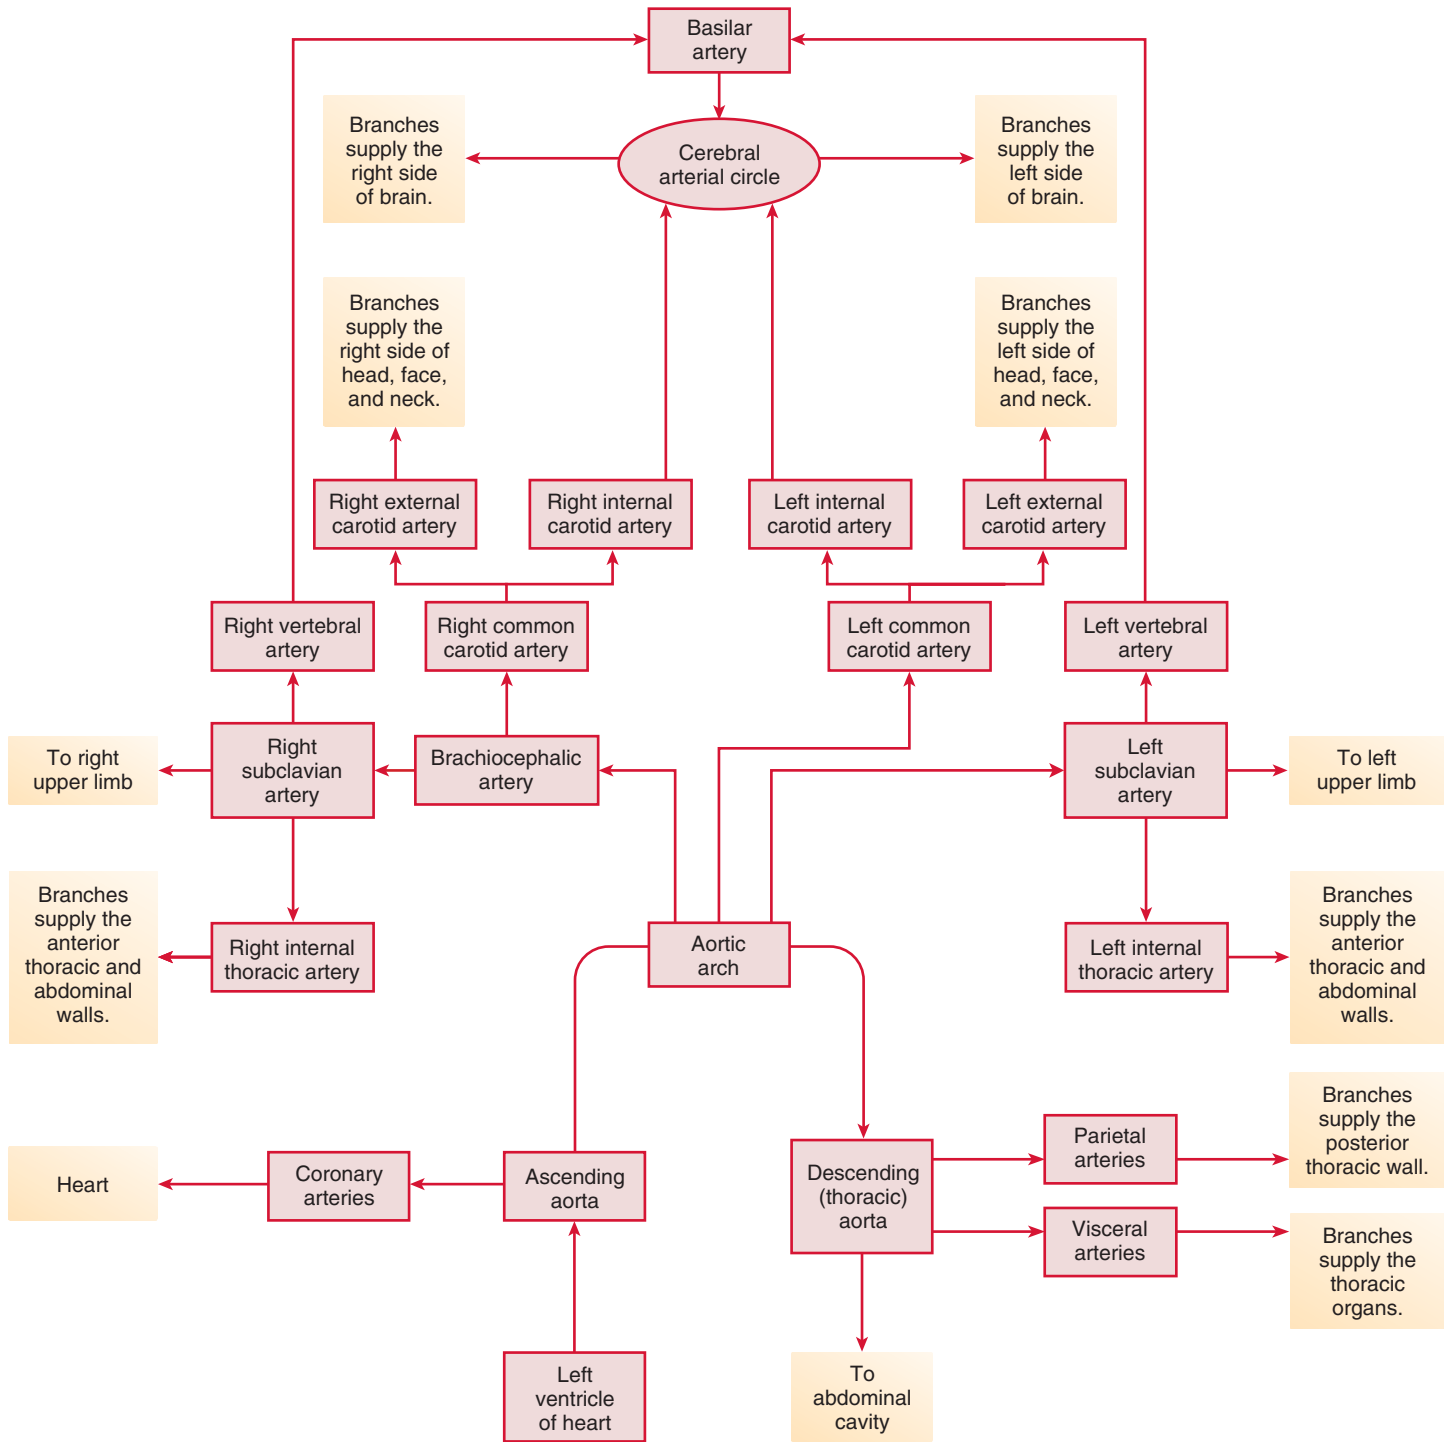 Basilar
artery
Branches
supply the
right side
of brain.
Cerebral
arterial circle
Branches
supply the
left side
of brain.
Branches
supply the
right side of
head, face,
and neck.
Branches
supply the
left side of
head, face,
and neck.
Right external
carotid artery
Right internal
carotid artery
Left internal
carotid artery
Left external
carotid artery
Right vertebral
artery
Right common
carotid artery
Left common
carotid artery
Left vertebral
artery
To right
upper limb
Right
subclavian
artery
Brachiocephalic
artery
Left
subclavian
artery
To left
upper limb
Branches
supply the
anterior
thoracic and
abdominal
walls.
Right internal
thoracic artery
Aortic
arch
Left internal
thoracic artery
Branches
supply the
anterior
thoracic and
abdominal
walls.
Heart
Coronary
arteries
Ascending
aorta
Descending
(thoracic)
aorta
Parietal
arteries
Branches
supply the
posterior
thoracic wall.
Visceral
arteries
Branches
supply the
thoracic
organs.
Left
ventricle
of heart
To
abdominal
cavity